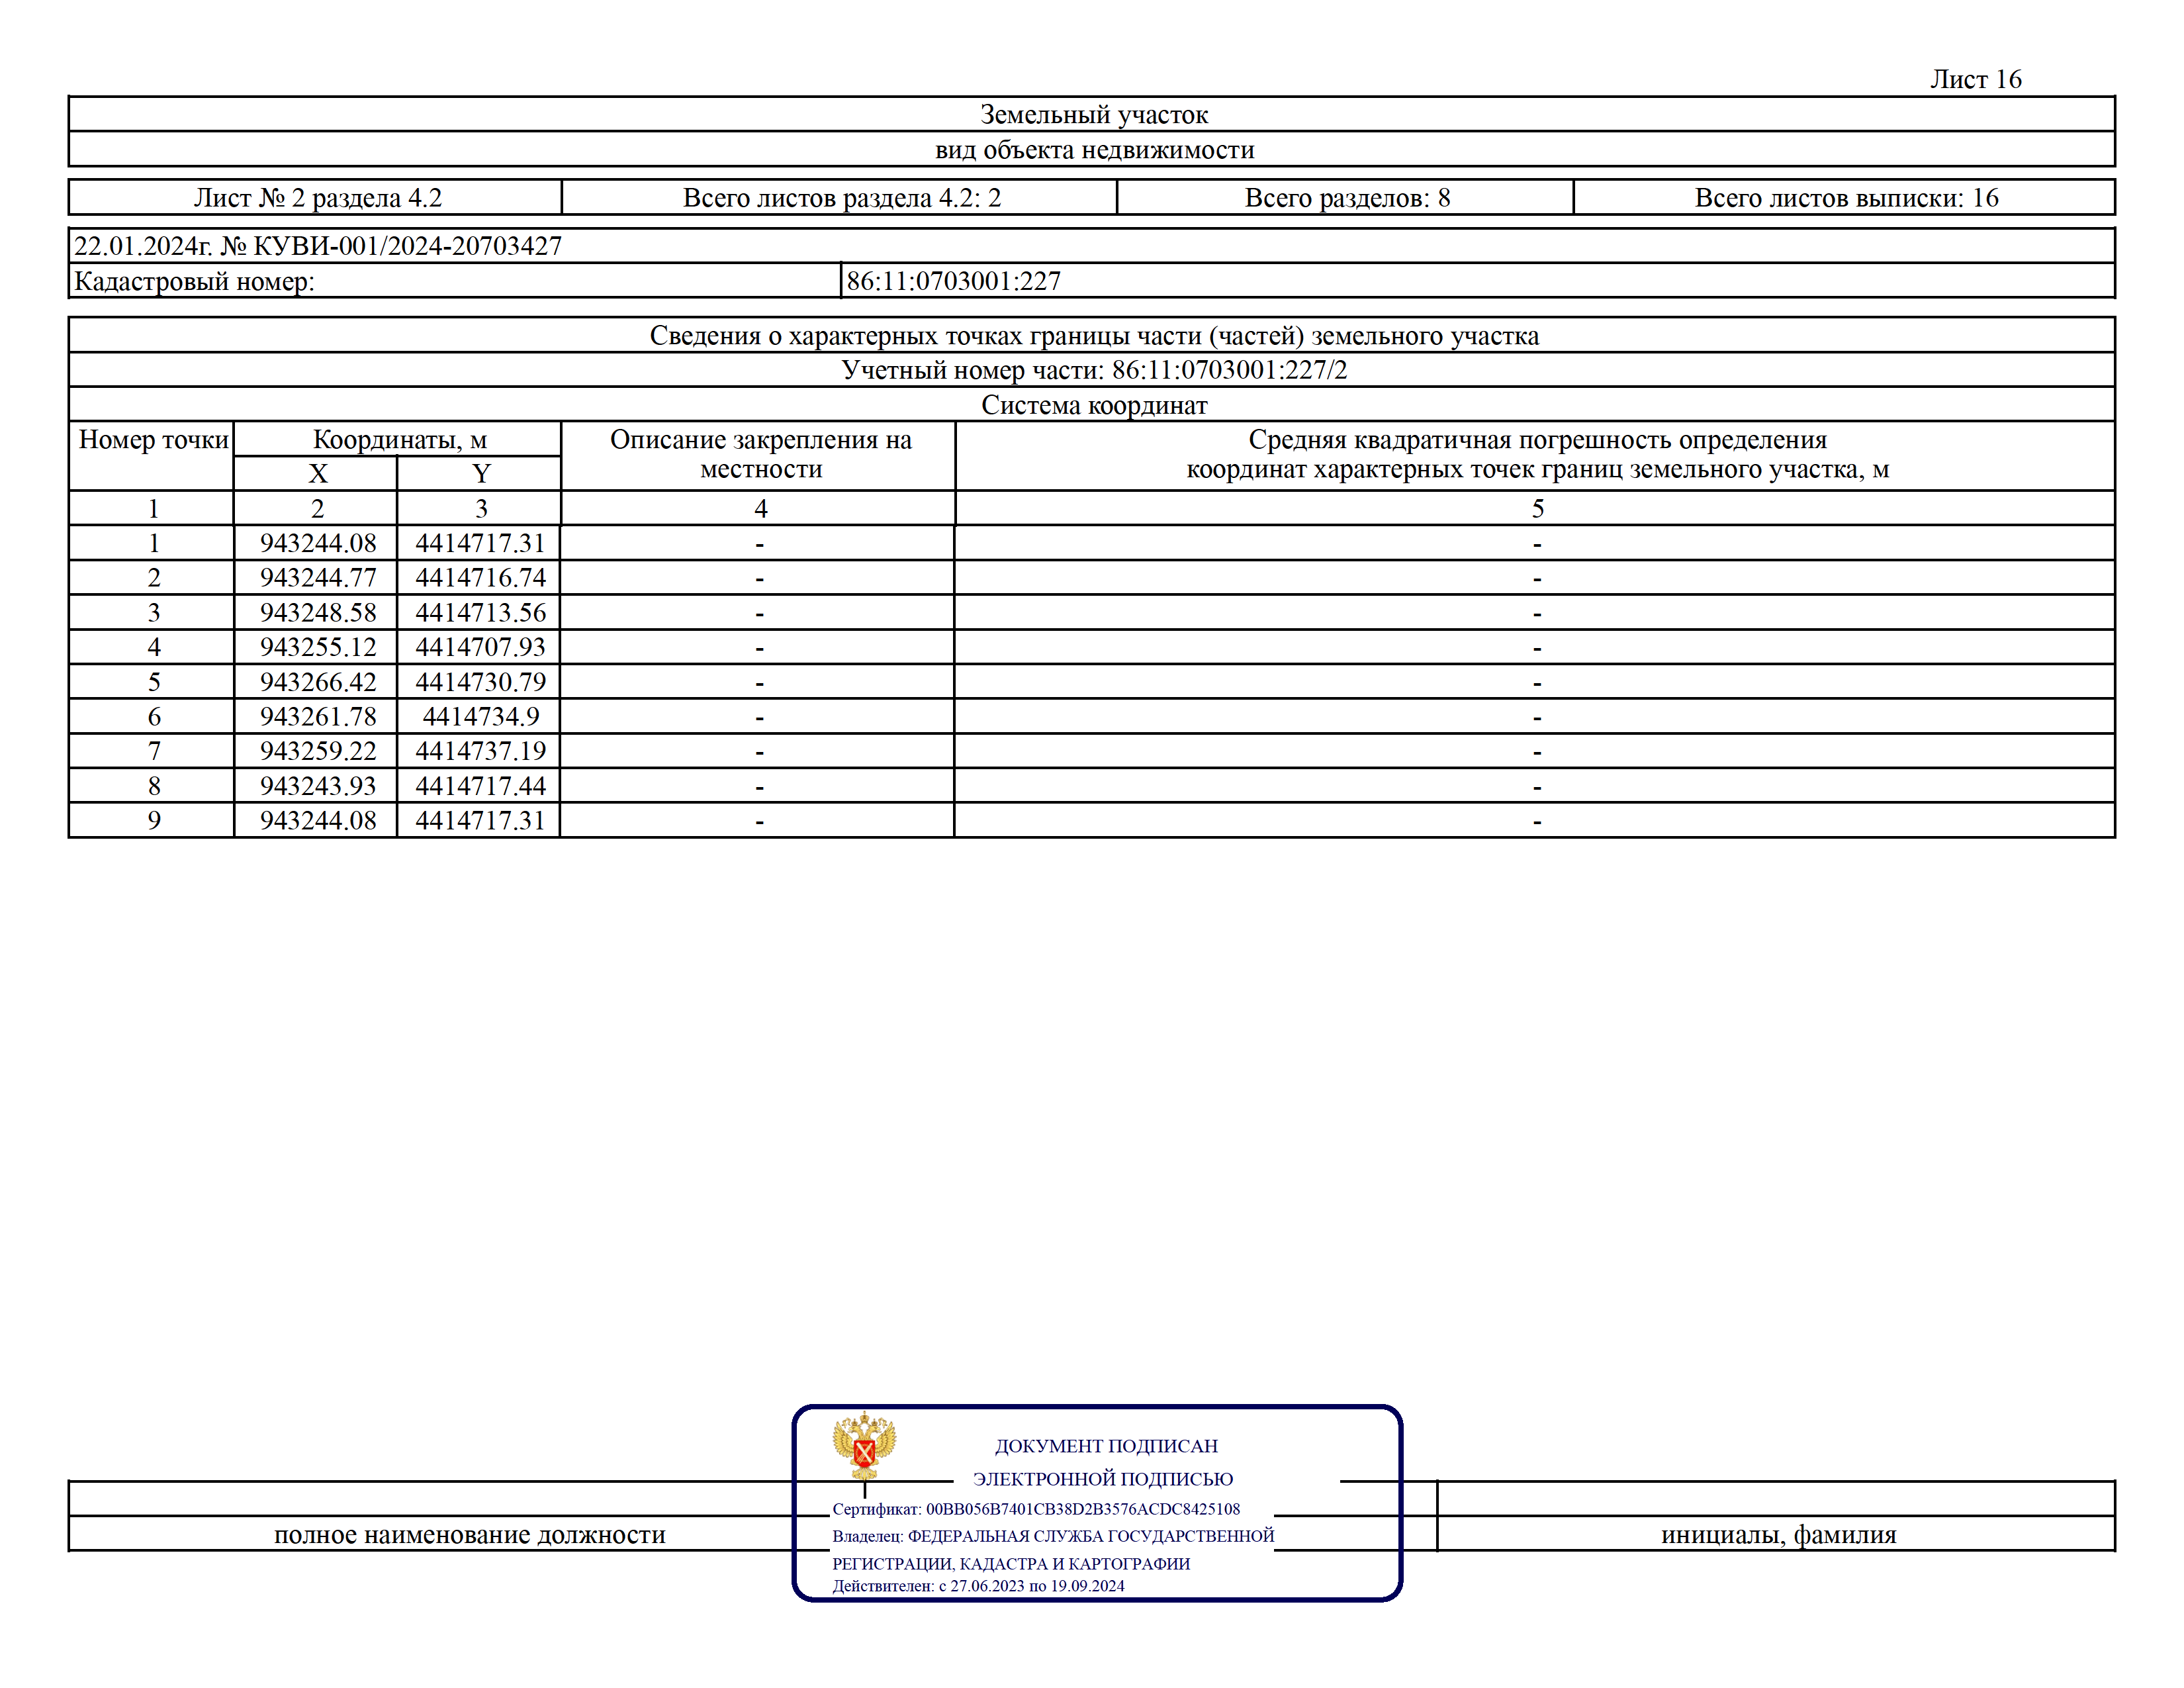 Лист 16
Земельный участок
вид объекта недвижимости
Лист № 2 раздела 4.2 Всего листов раздела 4.2: 2 Всего разделов: 8 Всего листов выписки: 16
22.01.2024г. № КУВИ-001/2024-20703427
Кадастровый номер: 86:11:0703001:227
Сведения о характерных точках границы части (частей) земельного участка
Учетный номер части: 86:11:0703001:227/2
Система координат
Номер точки Координаты, м Описание закрепления на Средняя квадратичная погрешность определения
X Y местности координат характерных точек границ земельного участка, м
1 2 3 4 5
1 943244.08 4414717.31 - -
2 943244.77 4414716.74 - -
3 943248.58 4414713.56 - -
4 943255.12 4414707.93 - -
5 943266.42 4414730.79 - -
6 943261.78 4414734.9 - -
7 943259.22 4414737.19 - -
8 943243.93 4414717.44 - -
9 943244.08 4414717.31 - -
ДОКУМЕНТ ПОДПИСАН
ЭЛЕКТРОННОЙ ПОДПИСЬЮ
Сертификат: 00BB056B7401CB38D2B3576ACDC8425108
полное наименование должности Владелец: ФЕДЕРАЛЬНАЯ СЛУЖБА ГОСУДАРСТВЕННОЙ инициалы, фамилия
РЕГИСТРАЦИИ, КАДАСТРА И КАРТОГРАФИИ
Действителен: с 27.06.2023 по 19.09.2024